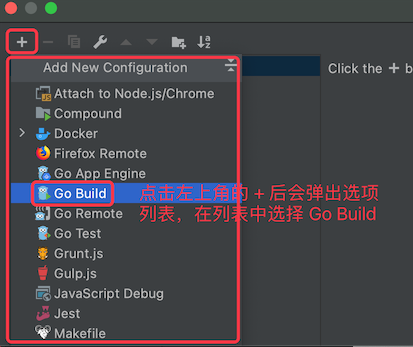 Add New Configuration
Click the + b
Attach to Node.js/Chrome
Compound
Docker
Firefox Remote
Go App Engine
Go Build
点击左上角的 + 后会弹出选项
Go Remote
列表，在列表中选择 Go Build
Go Test
Grunt.js
Gulp.js
JavaScript Debug
Jest
Makefile